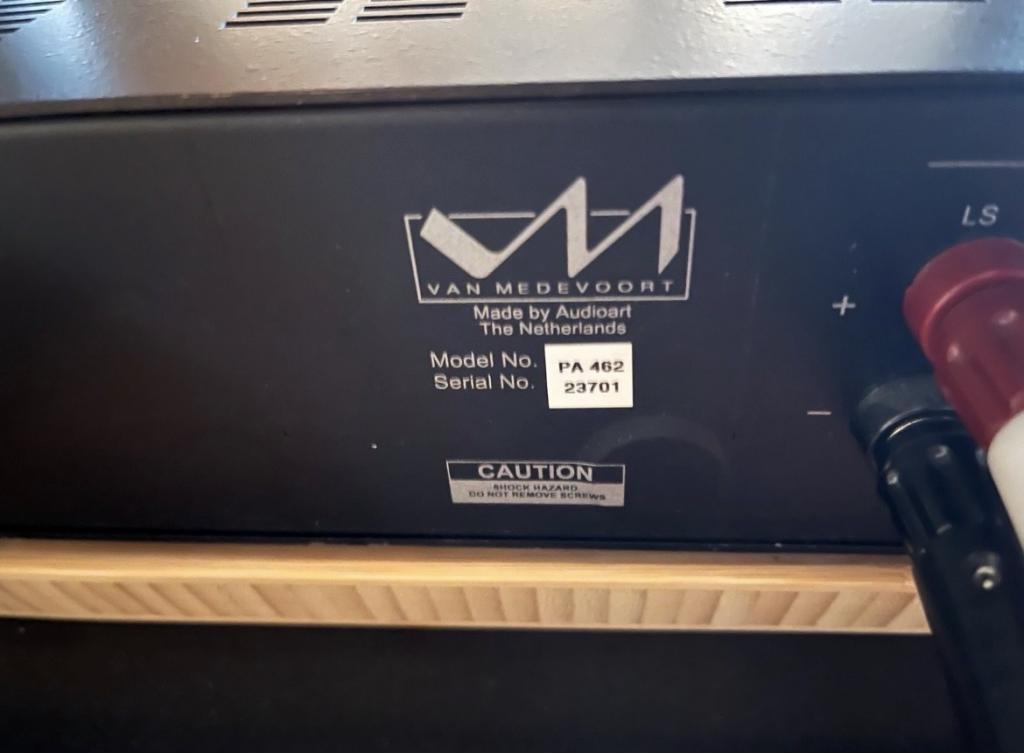 VM
VAN MEDEVOORT
Made by Audioart
The Netherlands
Model No. PA 462
Serial No. 23701
CAUTION
SHOCK HAZARD
DO NOT REMOVE SCREWS
LS
+
−